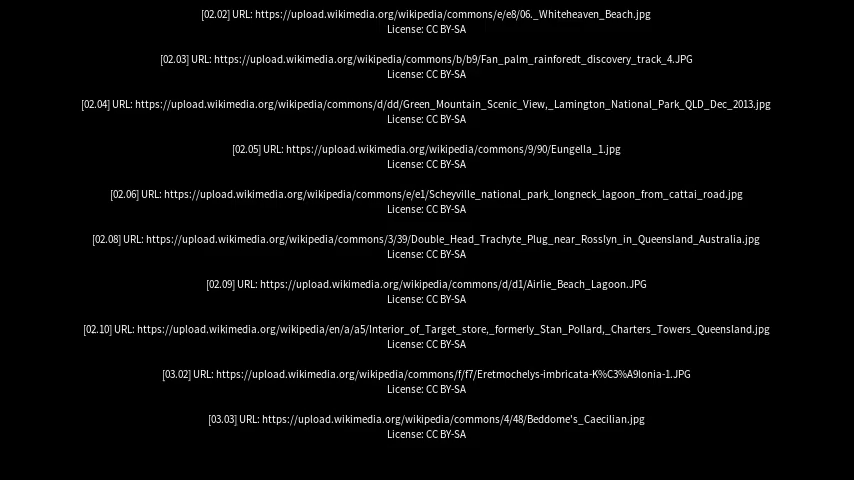 [02.02] URL: https://upload.wikimedia.org/wikipedia/commons/e/e8/06._Whiteheaven_Beach.jpg
License: CC BY-SA
[02.03] URL: https://upload.wikimedia.org/wikipedia/commons/b/b9/Fan_palm_rainforedt_discovery_track_4.JPG
License: CC BY-SA
[02.04] URL: https://upload.wikimedia.org/wikipedia/commons/d/dd/Green_Mountain_Scenic_View,_Lamington_National_Park_QLD_Dec_2013.jpg
License: CC BY-SA
[02.05] URL: https://upload.wikimedia.org/wikipedia/commons/9/90/Eungella_1.jpg
License: CC BY-SA
[02.06] URL: https://upload.wikimedia.org/wikipedia/commons/e/e1/Scheyville_national_park_longneck_lagoon_from_cattai_road.jpg
License: CC BY-SA
[02.08] URL: https://upload.wikimedia.org/wikipedia/commons/3/39/Double_Head_Trachyte_Plug_near_Rosslyn_in_Queensland_Australia.jpg
License: CC BY-SA
[02.09] URL: https://upload.wikimedia.org/wikipedia/commons/d/d1/Airlie_Beach_Lagoon.JPG
License: CC BY-SA
[02.10] URL: https://upload.wikimedia.org/wikipedia/en/a/a5/Interior_of_Target_store,_formerly_Stan_Pollard,_Charters_Towers_Queensland.jpg
License: CC BY-SA
[03.02] URL: https://upload.wikimedia.org/wikipedia/commons/f/f7/Eretmochelys-imbricata-K%C3%A9lonia-1.JPG
License: CC BY-SA
[03.03] URL: https://upload.wikimedia.org/wikipedia/commons/4/48/Beddome's_Caecilian.jpg
License: CC BY-SA